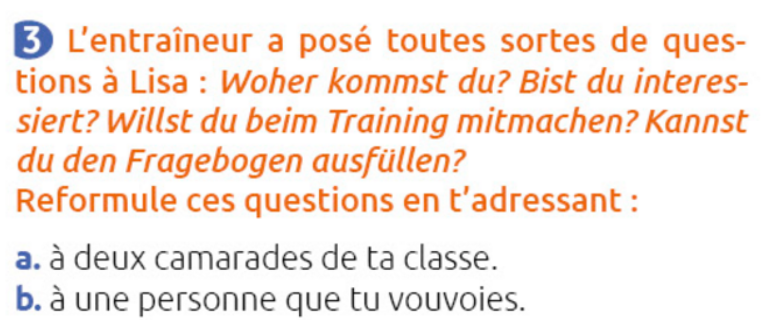 3 L'entraîneur a posé toutes sortes de ques-
tions à Lisa : Woher kommst du? Bist du interes-
siert? Willst du beim Training mitmachen? Kannst
du den Fragebogen ausfüllen?
Reformule ces questions en t'adressant :
a. à deux camarades de ta classe.
b. à une personne que tu vouvoies.